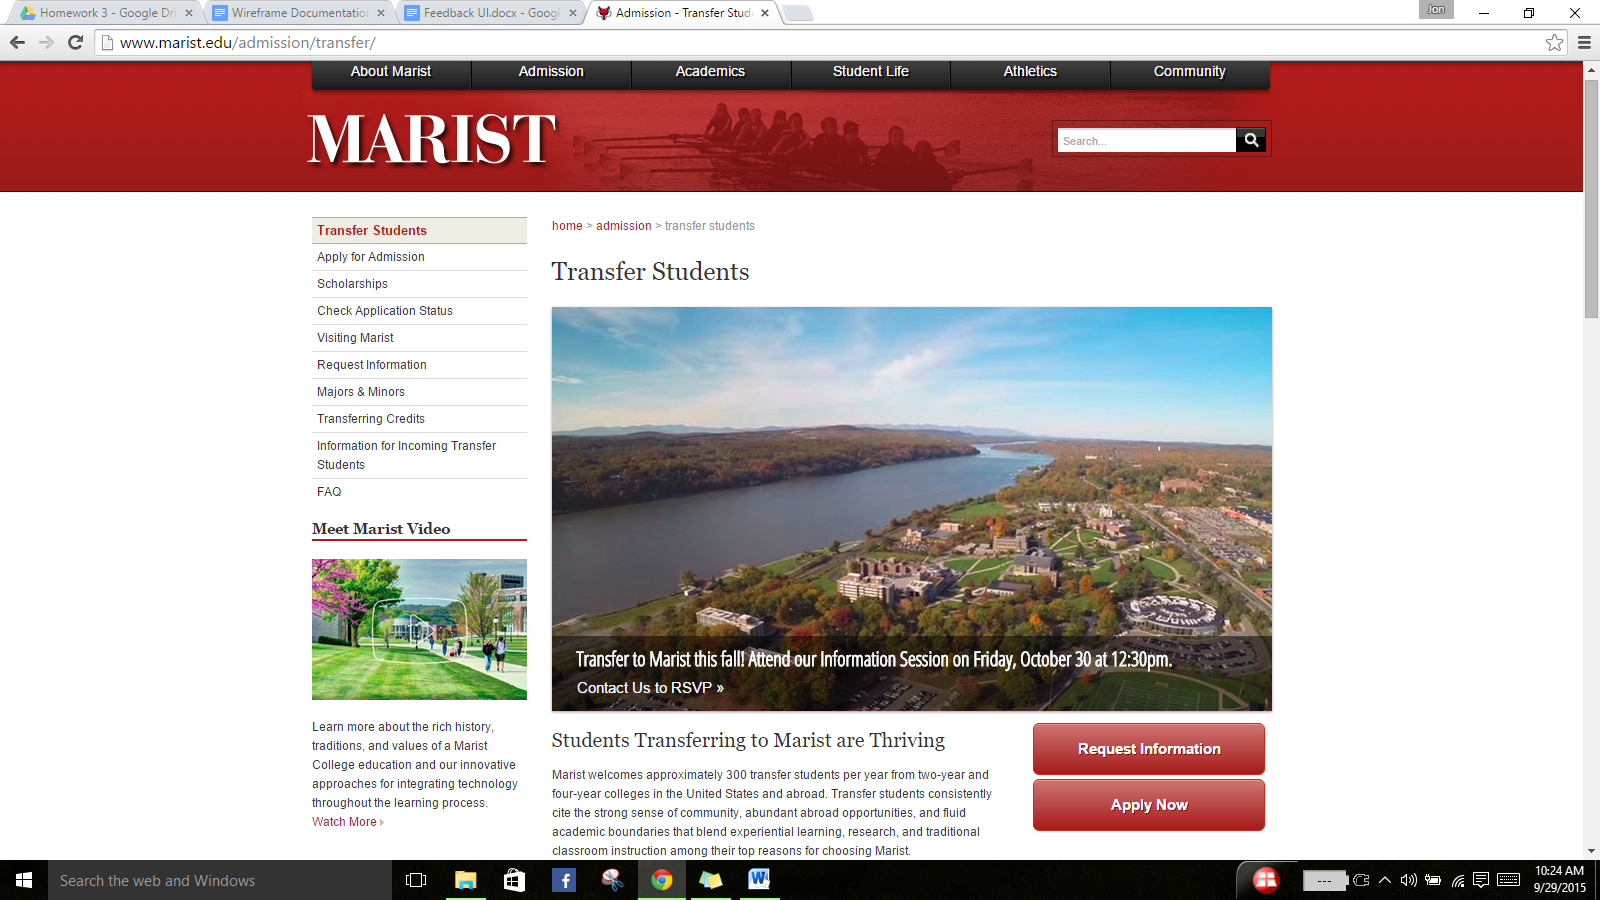 Homework 3 - Google Dri
Wireframe Documentatio
Feedback UI.docx - Goog
Admission - Transfer Stud
Jon
www.marist.edu/admission/transfer/
About Marist
Admission
Academics
Student Life
Athletics
Community
MARIST
Search...
Transfer Students
Apply for Admission
Scholarships
Check Application Status
Visiting Marist
Request Information
Majors & Minors
Transferring Credits
Information for Incoming Transfer
Students
FAQ
Meet Marist Video
Learn more about the rich history,
traditions, and values of a Marist
College education and our innovative
approaches for integrating technology
throughout the learning process.
Watch More
home > admission > transfer students
Transfer Students
Transfer to Marist this fall! Attend our Information Session on Friday, October 30 at 12:30pm.
Contact Us to RSVP »
Students Transferring to Marist are Thriving
Marist welcomes approximately 300 transfer students per year from two-year and
four-year colleges in the United States and abroad. Transfer students consistently
cite the strong sense of community, abundant abroad opportunities, and fluid
academic boundaries that blend experiential learning, research, and traditional
classroom instruction among their top reasons for choosing Marist.
Request Information
Apply Now
Search the web and Windows
---
10:24 AM
9/29/2015